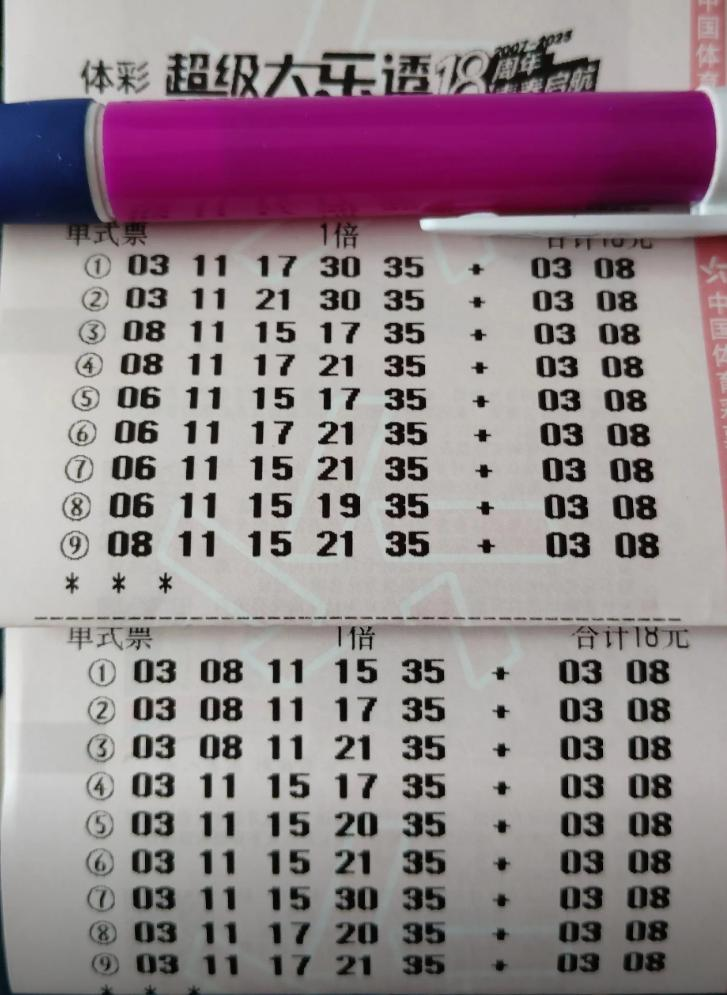 体彩 超级大乐透 18 周年
2007-2025
单式票 1倍 合计18元
① 03 11 17 30 35 + 03 08
② 03 11 21 30 35 + 03 08
③ 08 11 15 17 35 + 03 08
④ 08 11 17 21 35 + 03 08
⑤ 06 11 15 17 35 + 03 08
⑥ 06 11 17 21 35 + 03 08
⑦ 06 11 15 21 35 + 03 08
⑧ 06 11 15 19 35 + 03 08
⑨ 08 11 15 21 35 + 03 08
* * *
单式票 1倍 合计18元
① 03 08 11 15 35 + 03 08
② 03 08 11 17 35 + 03 08
③ 03 08 11 21 35 + 03 08
④ 03 11 15 17 35 + 03 08
⑤ 03 11 15 20 35 + 03 08
⑥ 03 11 15 21 35 + 03 08
⑦ 03 11 15 30 35 + 03 08
⑧ 03 11 17 20 35 + 03 08
⑨ 03 11 17 21 35 + 03 08
* * *
中国体育
中国体育